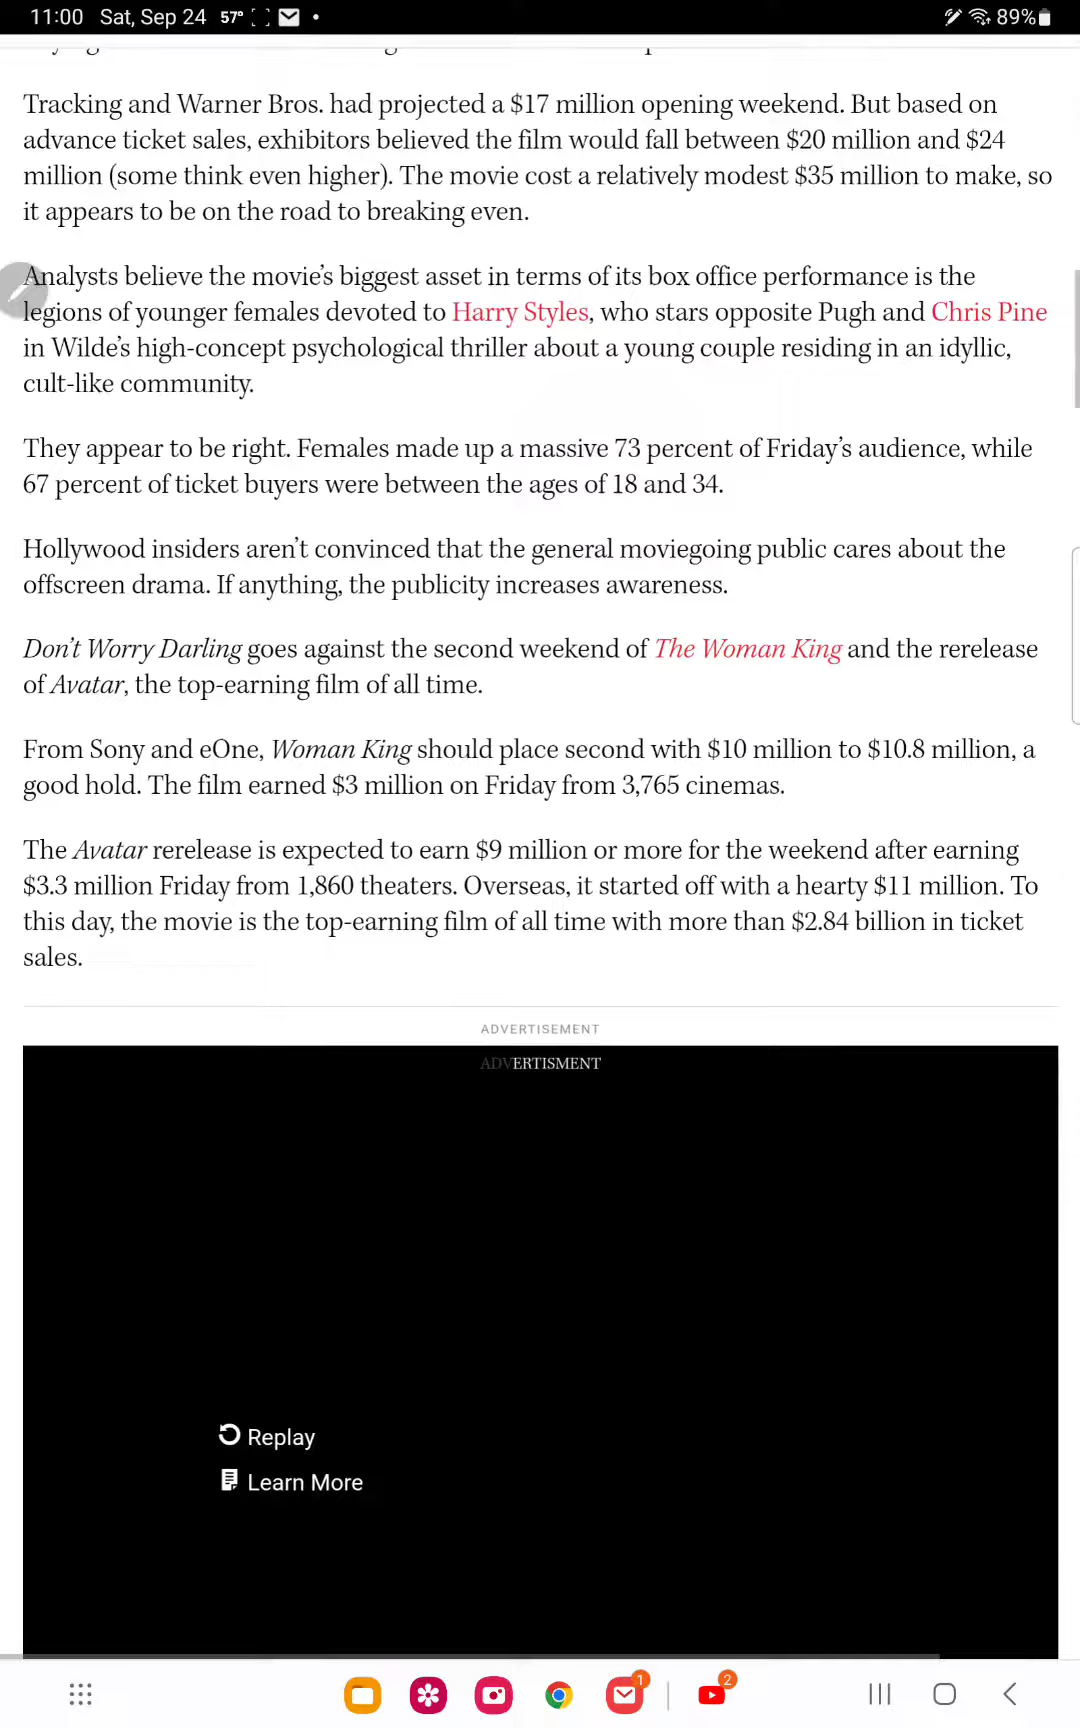 11:00 Sat, Sep 24 57° 89%
Tracking and Warner Bros. had projected a $17 million opening weekend. But based on
advance ticket sales, exhibitors believed the film would fall between $20 million and $24
million (some think even higher). The movie cost a relatively modest $35 million to make, so
it appears to be on the road to breaking even.
Analysts believe the movie’s biggest asset in terms of its box office performance is the
legions of younger females devoted to Harry Styles, who stars opposite Pugh and Chris Pine
in Wilde’s high-concept psychological thriller about a young couple residing in an idyllic,
cult-like community.
They appear to be right. Females made up a massive 73 percent of Friday’s audience, while
67 percent of ticket buyers were between the ages of 18 and 34.
Hollywood insiders aren’t convinced that the general moviegoing public cares about the
offscreen drama. If anything, the publicity increases awareness.
Don’t Worry Darling goes against the second weekend of The Woman King and the rerelease
of Avatar, the top-earning film of all time.
From Sony and eOne, Woman King should place second with $10 million to $10.8 million, a
good hold. The film earned $3 million on Friday from 3,765 cinemas.
The Avatar rerelease is expected to earn $9 million or more for the weekend after earning
$3.3 million Friday from 1,860 theaters. Overseas, it started off with a hearty $11 million. To
this day, the movie is the top-earning film of all time with more than $2.84 billion in ticket
sales.
ADVERTISEMENT
ADVERTISMENT
Replay
Learn More
1 2